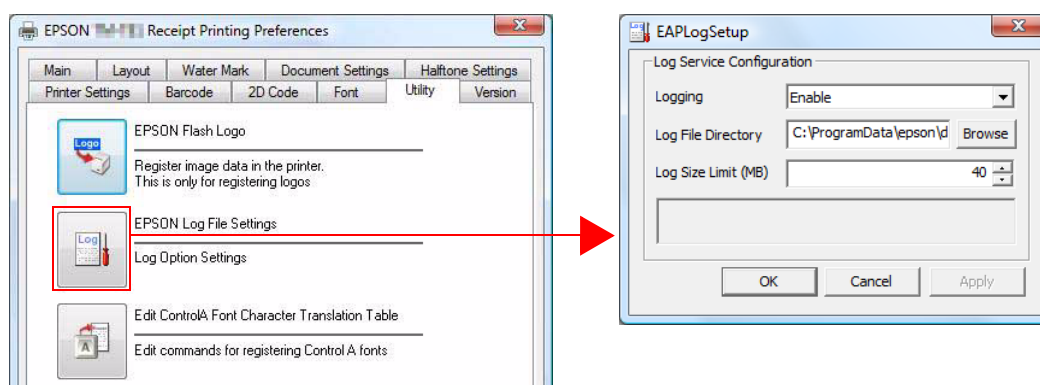 EPSON Receipt Printing Preferences
Main Layout Water Mark Document Settings Halftone Settings
Printer Settings Barcode 2D Code Font Utility Version
Logo
EPSON Flash Logo
Register image data in the printer.
This is only for registering logos
Log
EPSON Log File Settings
Log Option Settings
A
Edit ControlA Font Character Translation Table
Edit commands for registering Control A fonts
EAPLogSetup
Log Service Configuration
Logging Enable
Log File Directory C:\ProgramData\epson\d Browse
Log Size Limit (MB) 40
OK Cancel Apply